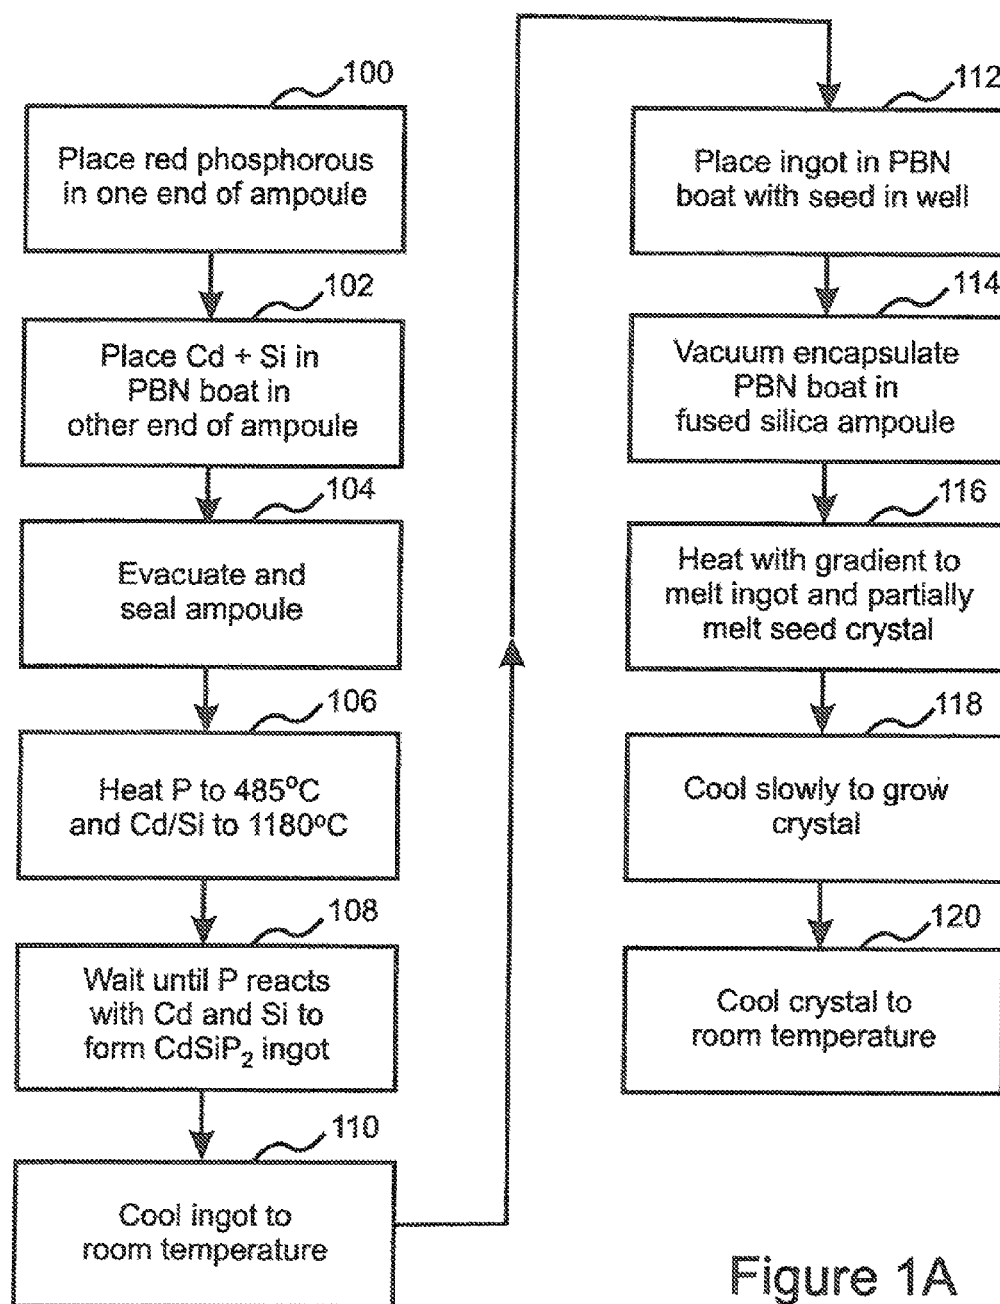 100
Place red phosphorous
in one end of ampoule
102
Place Cd + Si in
PBN boat in
other end of ampoule
104
Evacuate and
seal ampoule
106
Heat P to 485°C
and Cd/Si to 1180°C
108
Wait until P reacts
with Cd and Si to
form CdSiP₂ ingot
110
Cool ingot to
room temperature
112
Place ingot in PBN
boat with seed in well
114
Vacuum encapsulate
PBN boat in
fused silica ampoule
116
Heat with gradient to
melt ingot and partially
melt seed crystal
118
Cool slowly to grow
crystal
120
Cool crystal to
room temperature
Figure 1A